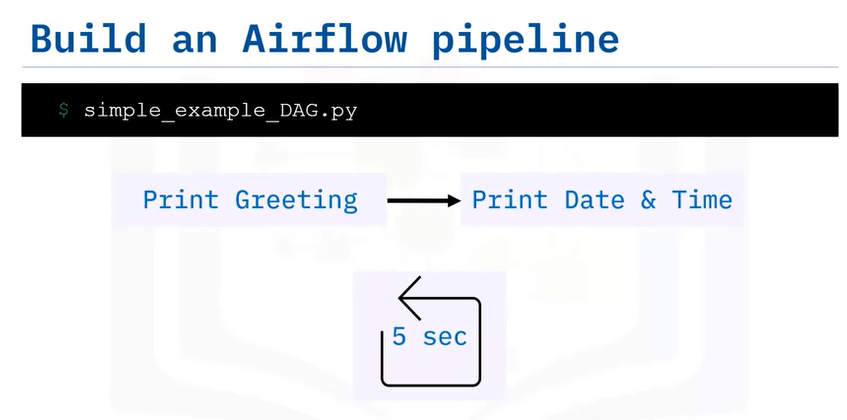 Build an Airflow pipeline
$ simple_example_DAG.py
Print Greeting
Print Date & Time
5 sec